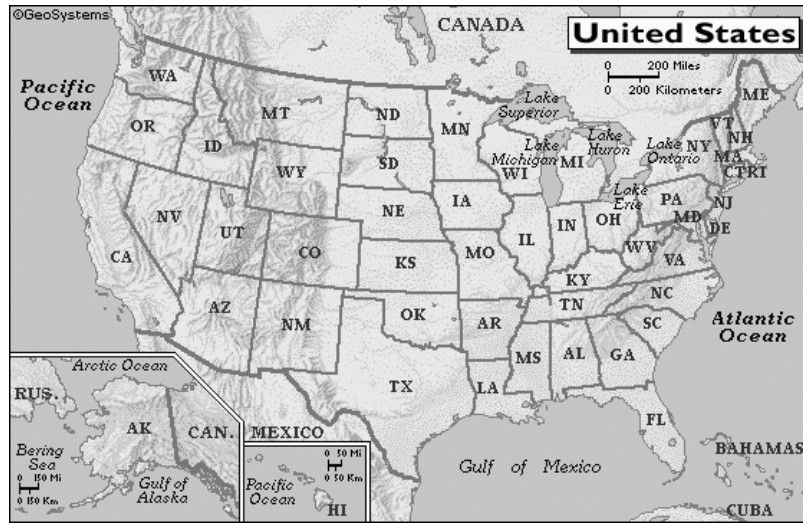 ©GeoSystems
CANADA
United States
0 200 Miles
0 200 Kilometers
Pacific
Ocean
WA
MT
ND
MN
Lake
Superior
ME
OR
ID
SD
WI
Lake
Michigan
MI
Lake
Huron
Lake
Ontario
NY
VT
NH
MA
CT
RI
WY
Lake
Erie
NV
UT
NE
IA
PA
NJ
CA
CO
KS
MO
IL
IN
OH
WV
MD
DE
VA
KY
AZ
NM
OK
AR
TN
NC
SC
Atlantic
Ocean
TX
LA
MS
AL
GA
FL
Arctic Ocean
RUS.
AK
CAN.
MEXICO
Bering
Sea
0 150 Mi
0 150 Km
Gulf of
Alaska
0 50 Mi
0 50 Km
Pacific
Ocean
HI
Gulf of Mexico
BAHAMAS
CUBA